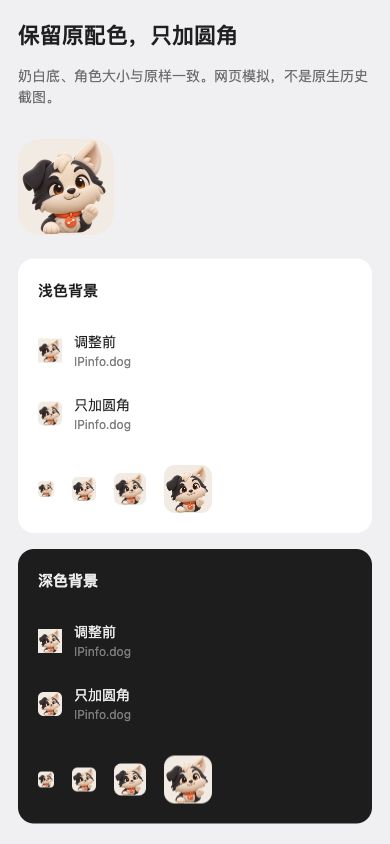 保留原配色，只加圆角
奶白底、角色大小与原样一致。网页模拟，不是原生历史
截图。
浅色背景
调整前
IPinfo.dog
只加圆角
IPinfo.dog
深色背景
调整前
IPinfo.dog
只加圆角
IPinfo.dog